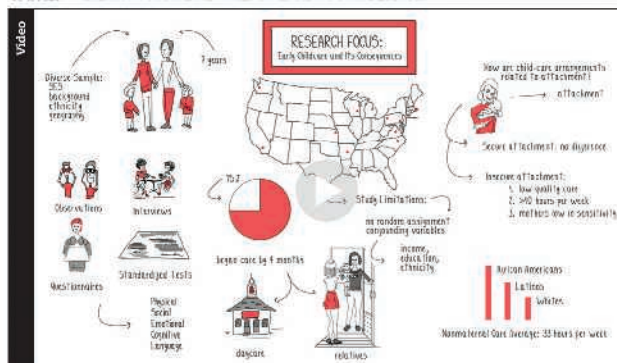 Video
RESEARCH FOCUS:
Early Childcare and Its Consequences
7 years
Diverse Sample:
SES
background
ethnicity
geography
How are child-care arrangements
related to attachment?
attachment
Secure attachment: no difference
Insecure attachment:
1. low quality care
2. >40 hours per week
3. mothers low in sensitivity
Observations
Interviews
Questionnaires
Standardized Tests
Physical
Social
Emotional
Cognitive
Language
began care by 4 months
daycare
relatives
Study Limitations:
no random assignment
confounding variables
income,
education,
ethnicity
African Americans
Latinos
Whites
Nonmaternal Care Average: 33 hours per week